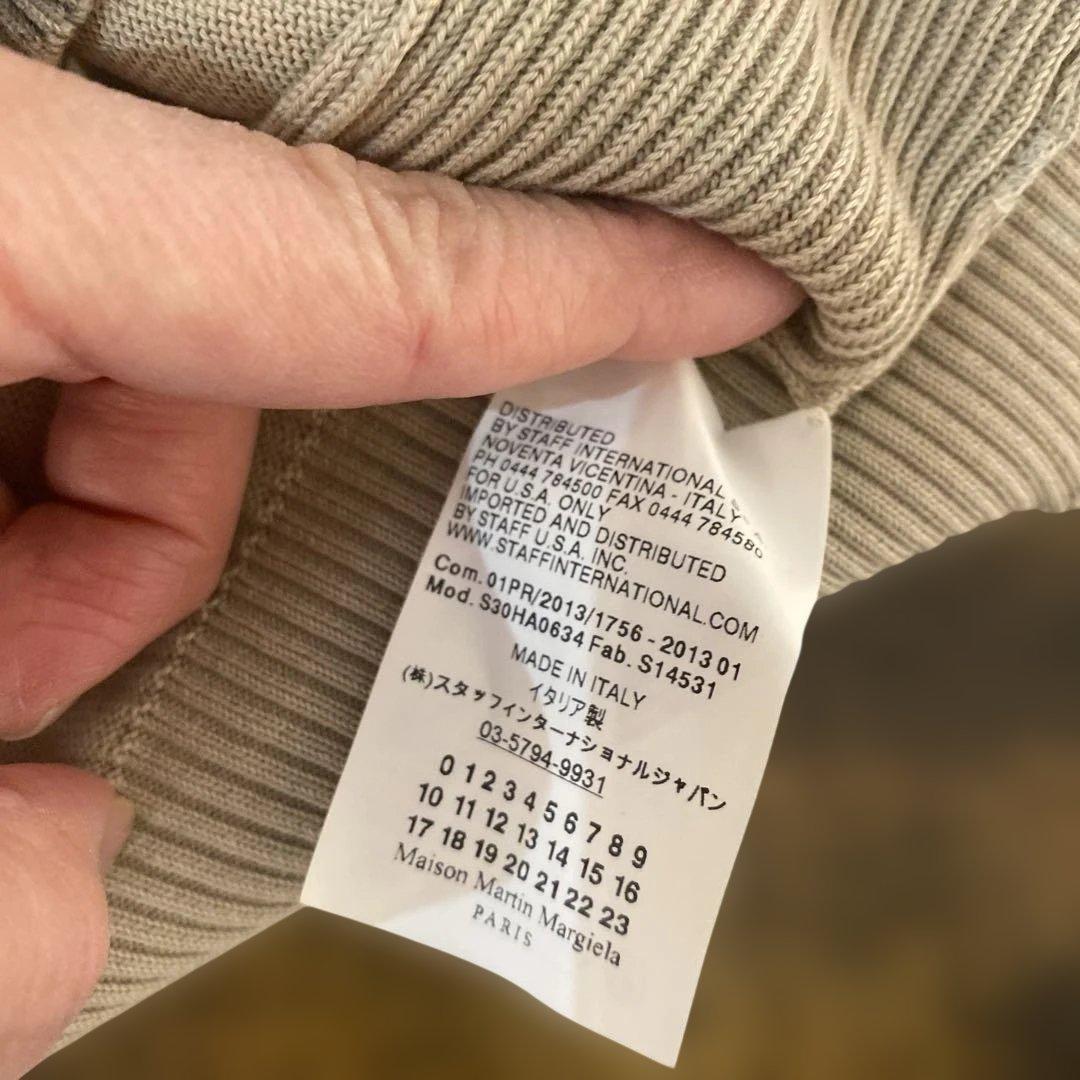 DISTRIBUTED
BY STAFF INTERNATIONAL
NOVENTA VICENTINA - ITALY
PH 0444 784500 FAX 0444 784580
FOR U.S.A. ONLY
IMPORTED AND DISTRIBUTED
BY STAFF U.S.A. INC.
WWW.STAFFINTERNATIONAL.COM
Com. 01PR/2013/1756 - 2013 01
Mod. S30HA0634 Fab. S14531
MADE IN ITALY
イタリア製
(株)スタッフインターナショナルジャパン
03-5794-9931
0 1 2 3 4 5 6 7 8 9
10 11 12 13 14 15 16
17 18 19 20 21 22 23
Maison Martin Margiela
PARIS